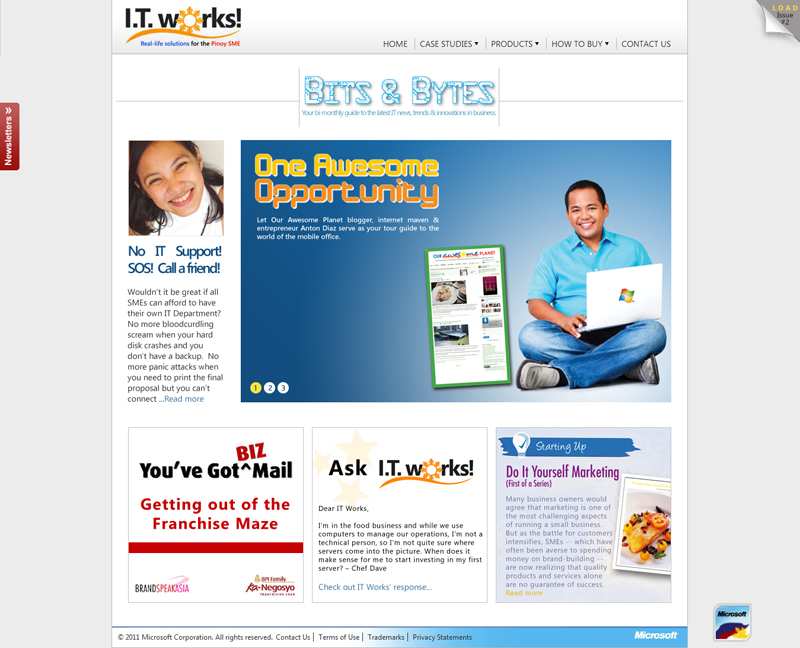 I.T. works!
Real-life solutions for the Pinoy SME
LOAD
Issue
#2
HOME
CASE STUDIES
PRODUCTS
HOW TO BUY
CONTACT US
Newsletters »
BITS & BYTES
Your bi-monthly guide to the latest IT news, trends & innovations in business.
No IT Support!
SOS! Call a friend!
Wouldn't it be great if all
SMEs can afford to have
their own IT Department?
No more bloodcurdling
scream when your hard
disk crashes and you
don't have a backup. No
more panic attacks when
you need to print the final
proposal but you can't
connect ...Read more
One Awesome
Opportunity
Let Our Awesome Planet blogger, internet maven &
entrepreneur Anton Diaz serve as your tour guide to the
world of the mobile office.
OUR awesome PLANET
1 2 3
BIZ
You've Got^Mail
Getting out of the
Franchise Maze
BRANDSPEAKASIA
BPI Family
Ka-Negosyo
FRANCHISING LOAN
Ask I.T. works!
Dear IT Works,
I'm in the food business and while we use
computers to manage our operations, I'm not a
technical person, so I'm not quite sure where
servers come into the picture. When does it
make sense for me to start investing in my first
server? – Chef Dave
Check out IT Works' response...
Starting Up
Do It Yourself Marketing
(First of a Series)
Many business owners would
agree that marketing is one of
the most challenging aspects
of running a small business.
But as the battle for customers
intensifies, SMEs -- which have
often been averse to spending
money on brand-building --
are now realizing that quality
products and services alone
are no guarantee of success.
Read more
© 2011 Microsoft Corporation. All rights reserved. Contact Us | Terms of Use | Trademarks | Privacy Statements
Microsoft
Microsoft